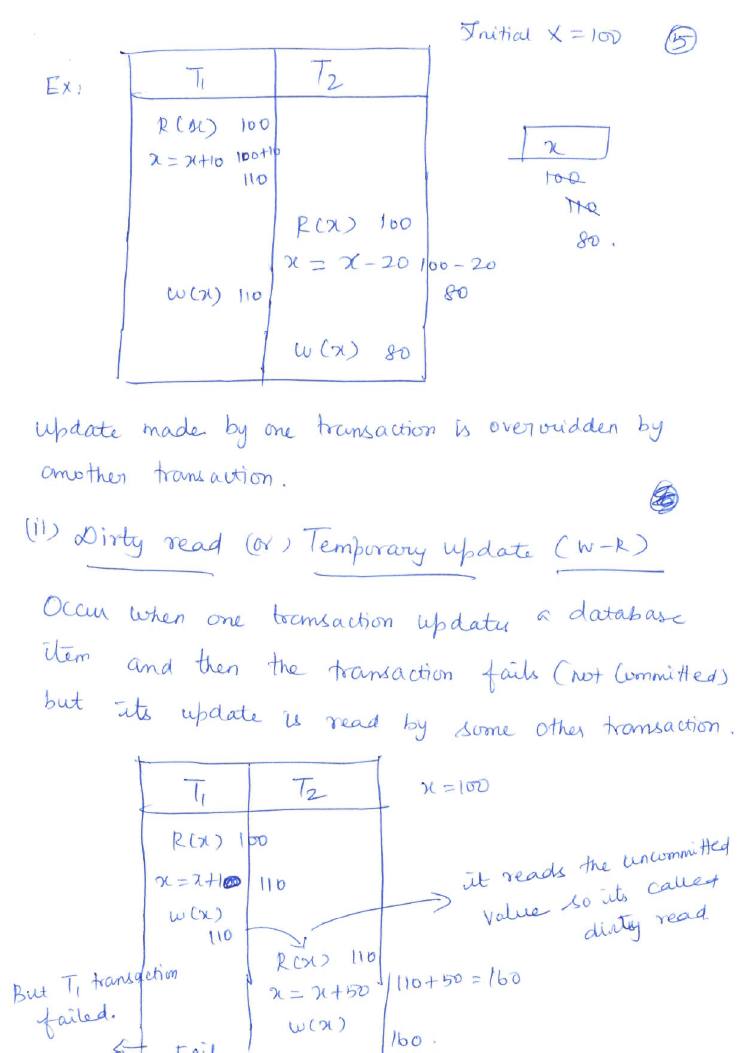 Initial X = 100 5
Ex:
T1 T2
R(x) 100
x = x+10 100+10
110
x
100
110
80.
R(x) 100
x = x - 20 100 - 20
80
W(x) 110
W(x) 80
update made by one transaction is overridden by
another transaction.
(ii) Dirty read (or) Temporary update (W-R)
Occur when one transaction updates a database
item and then the transaction fails (not Committed)
but its update is read by some other transaction.
T1 T2 x = 100
R(x) 100
x = x+10 110
W(x)
110
it reads the uncommitted
value so its called
dirty read
R(x) 110
x = x+50 110+50 = 160
W(x)
160.
But T1 transaction
failed.
← Fail